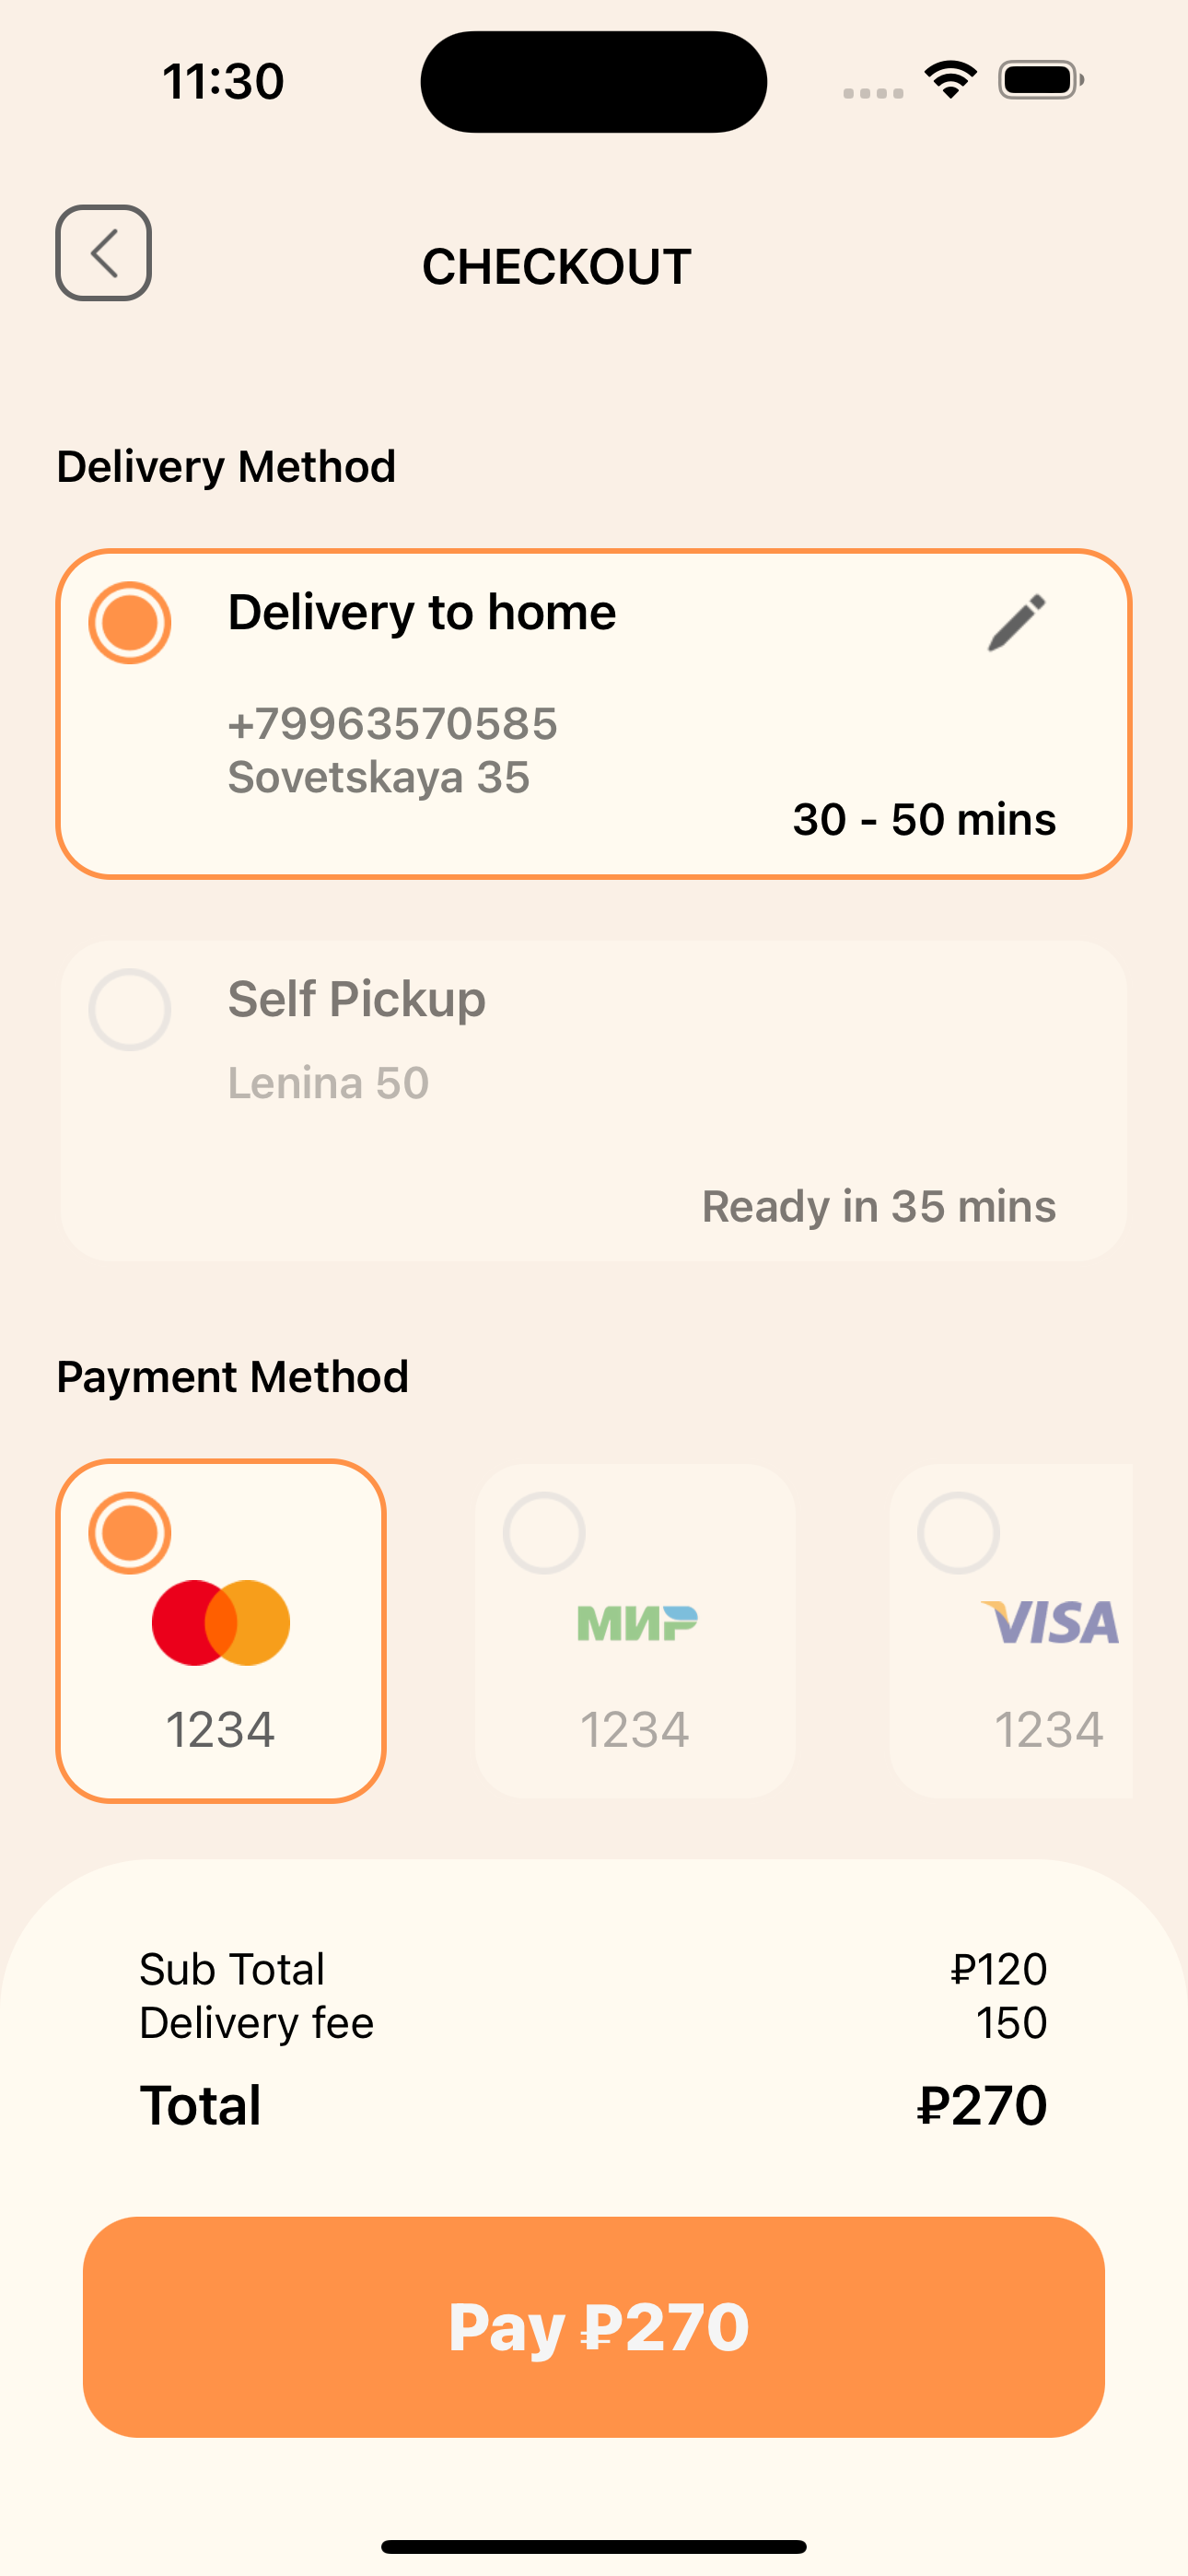 11:30
CHECKOUT
Delivery Method
Delivery to home
+79963570585
Sovetskaya 35
30 - 50 mins
Self Pickup
Lenina 50
Ready in 35 mins
Payment Method
МИР
VISA
1234
1234
1234
Sub Total ₽120
Delivery fee 150
Total ₽270
Pay ₽270